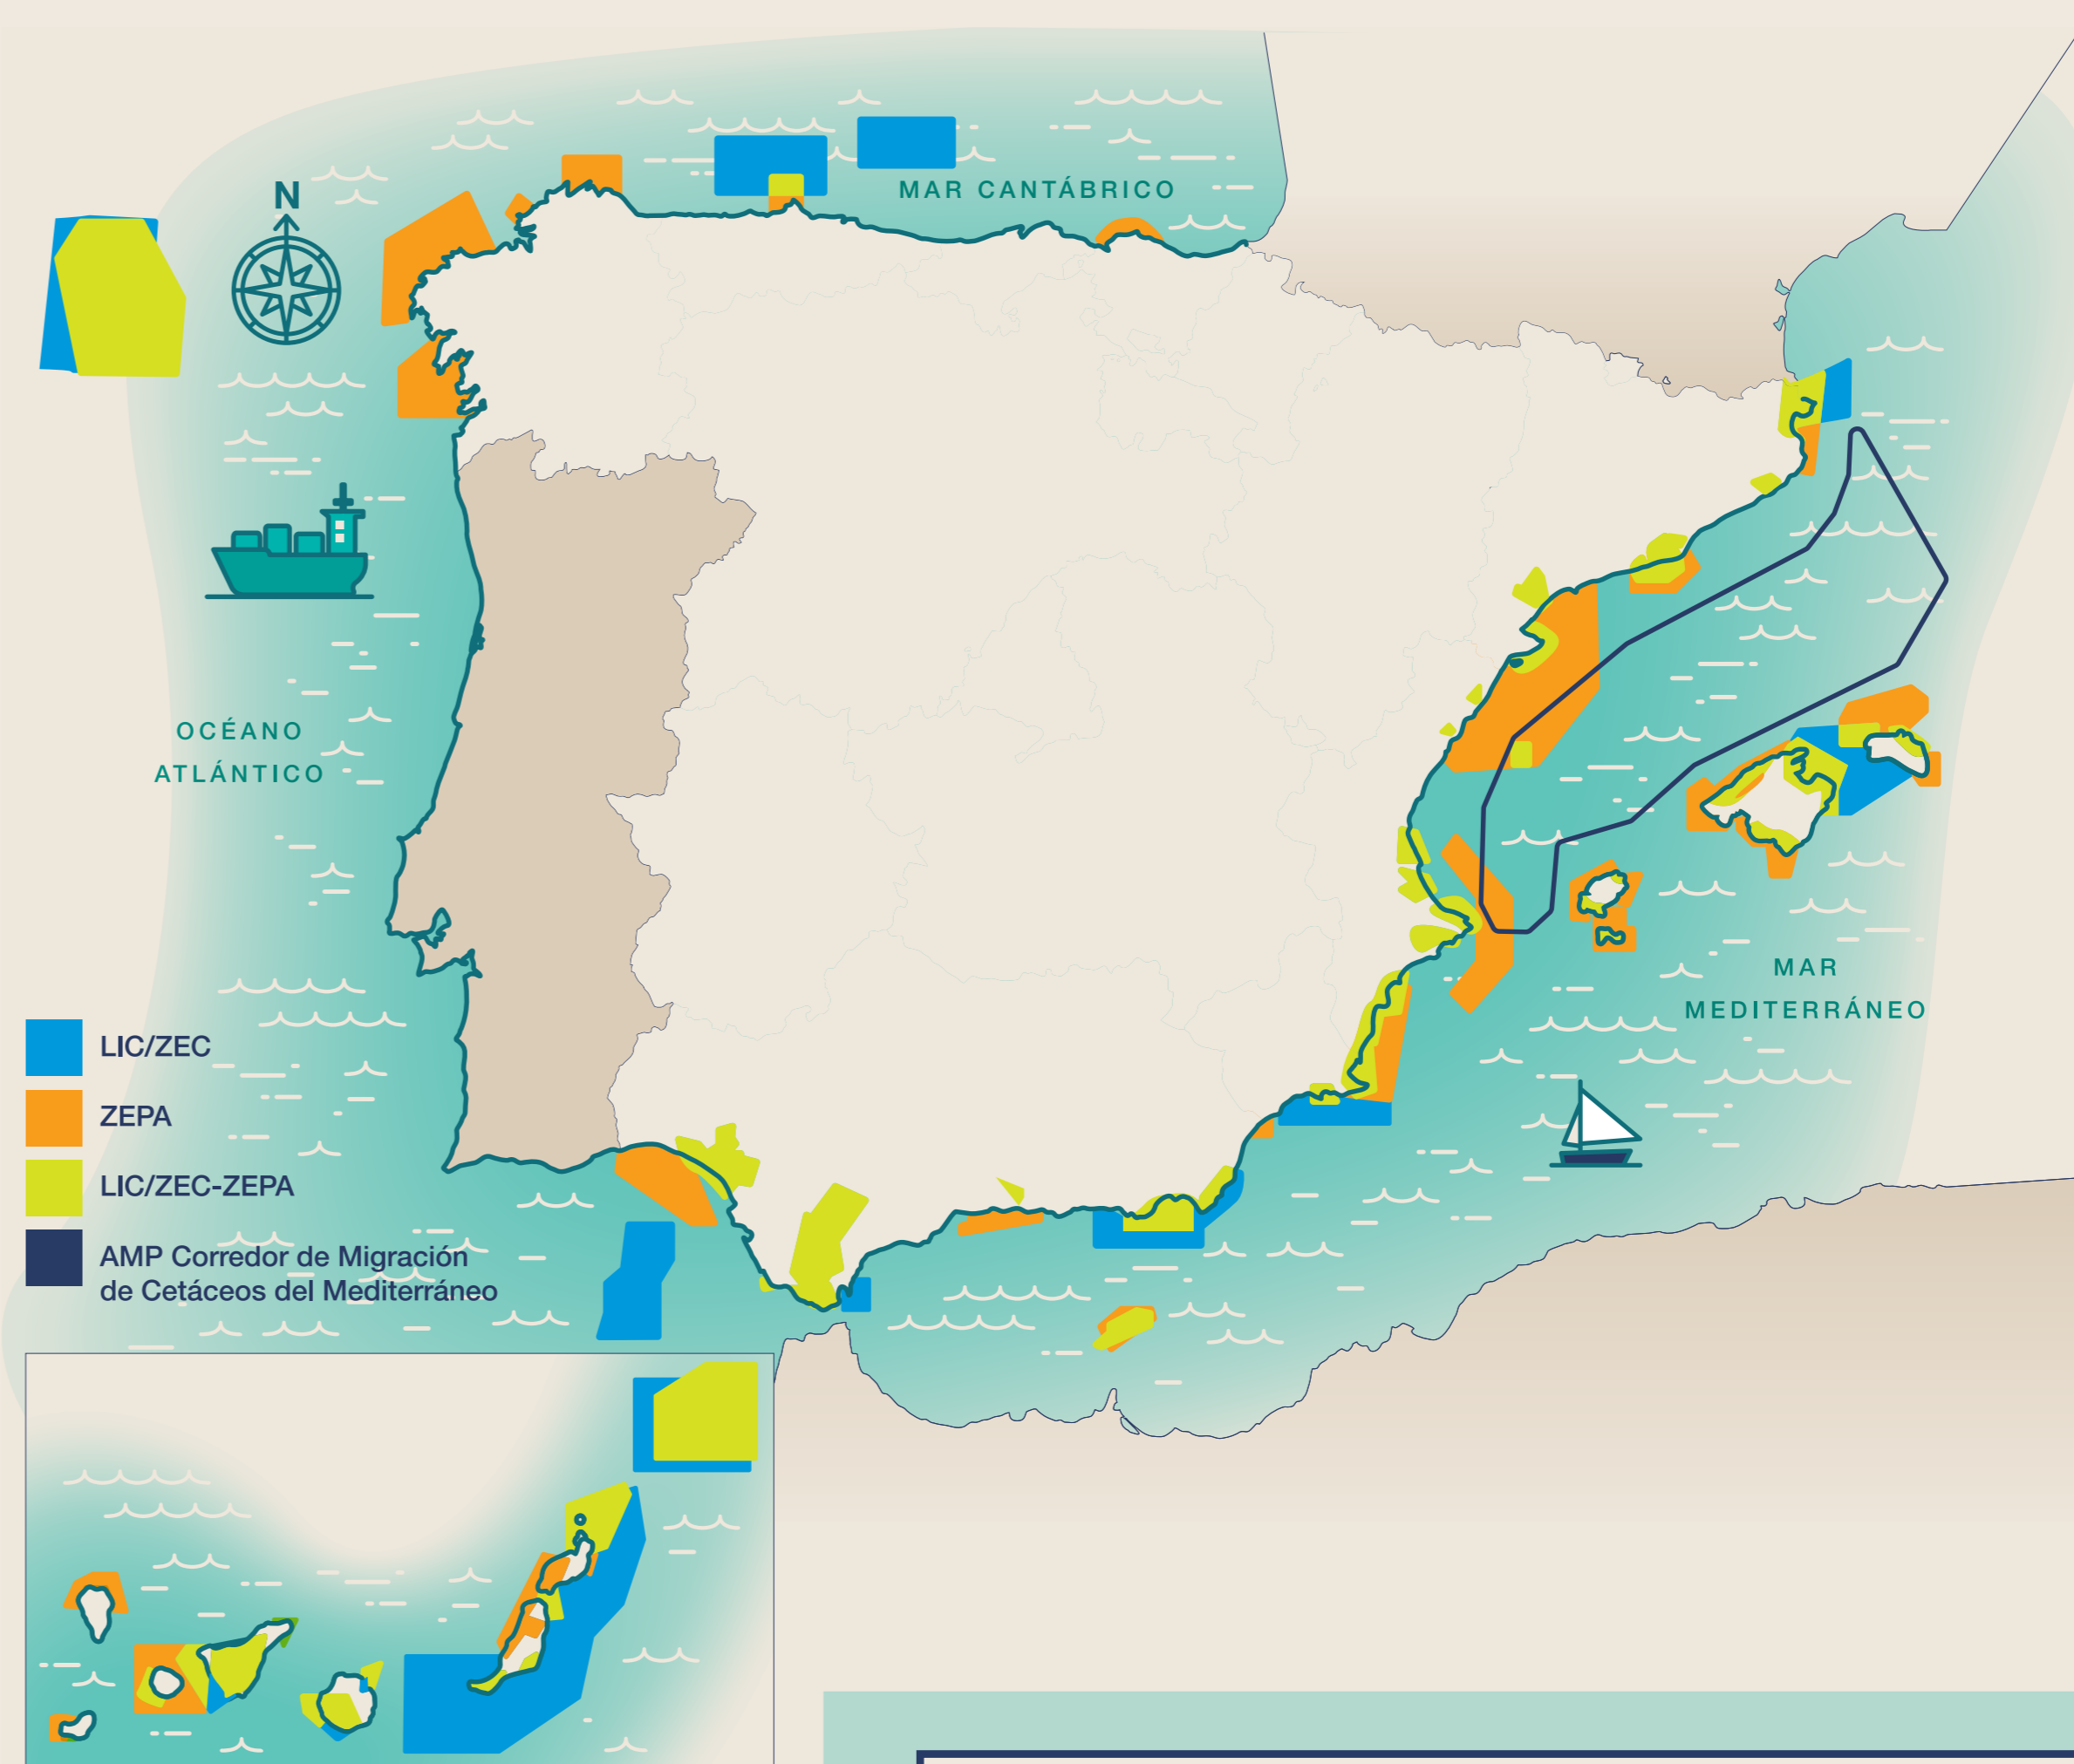 MAR CANTÁBRICO
N
OCÉANO
ATLÁNTICO
MAR
MEDITERRÁNEO
LIC/ZEC
ZEPA
LIC/ZEC-ZEPA
AMP Corredor de Migración
de Cetáceos del Mediterráneo